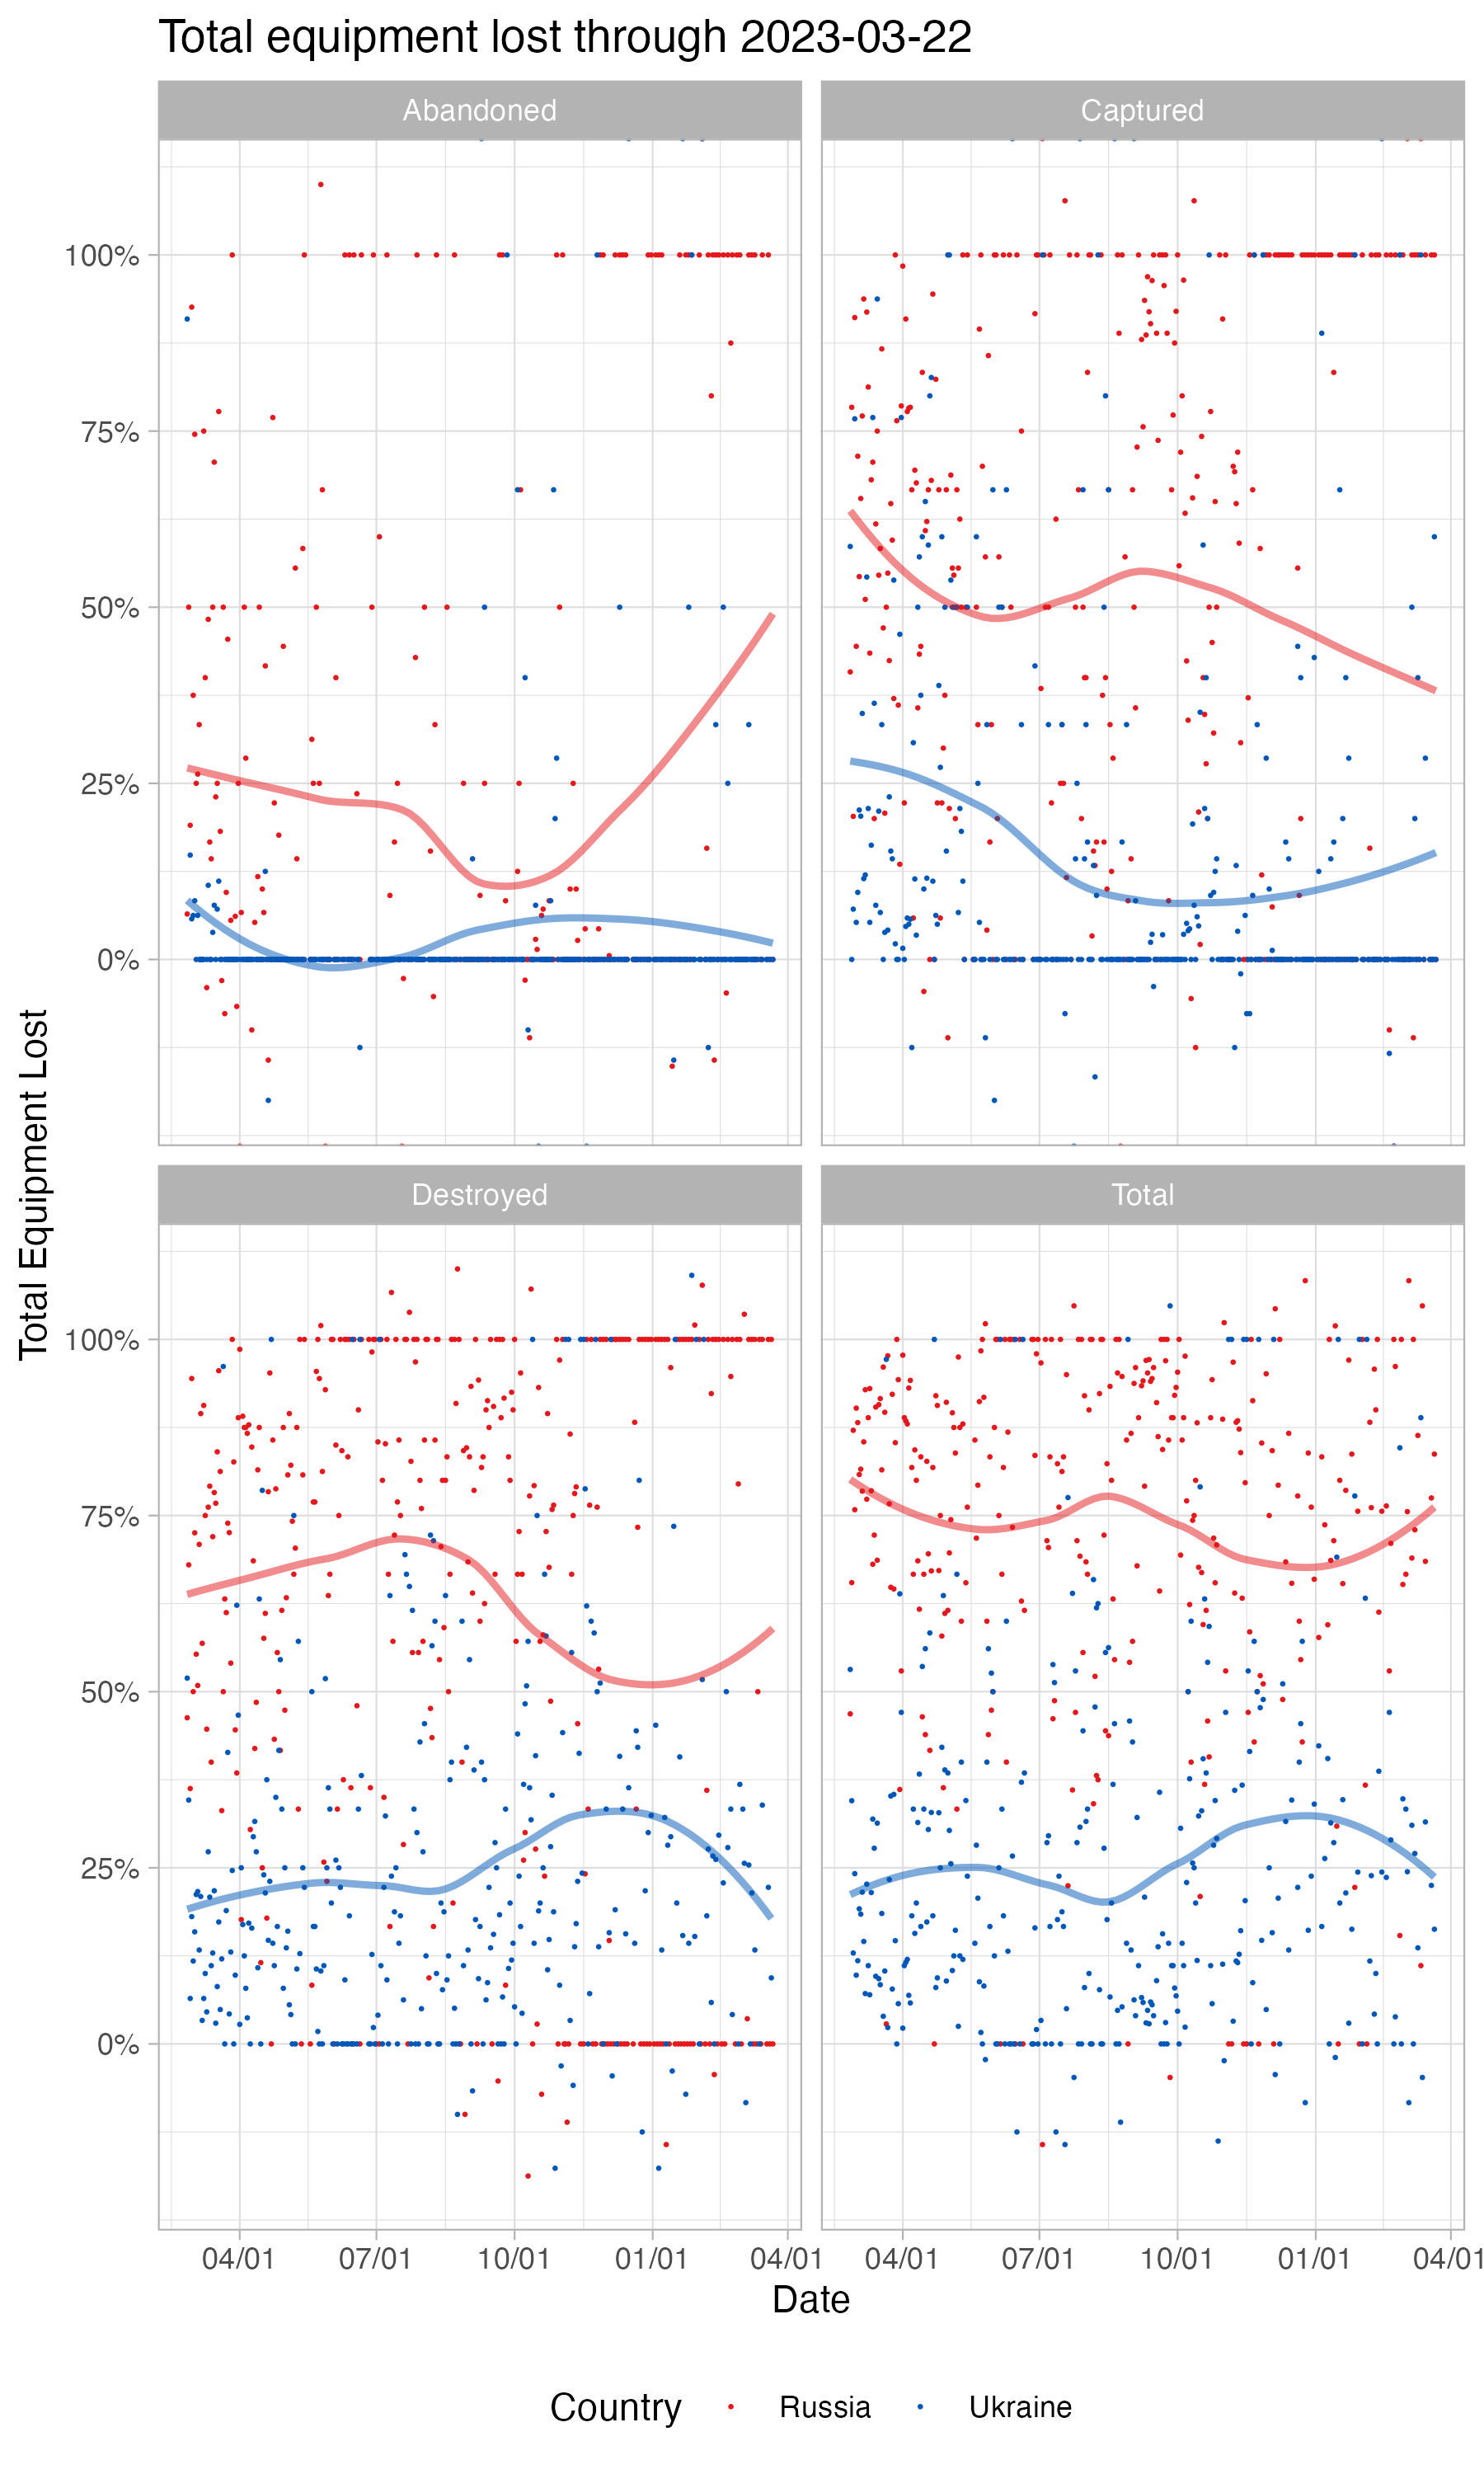 Total equipment lost through 2023-03-22
Abandoned
Captured
100%
75%
50%
25%
0%
Destroyed
Total
100%
75%
50%
25%
0%
Total Equipment Lost
04/01 07/01 10/01 01/01 04/01
04/01 07/01 10/01 01/01 04/01
Date
Country Russia Ukraine